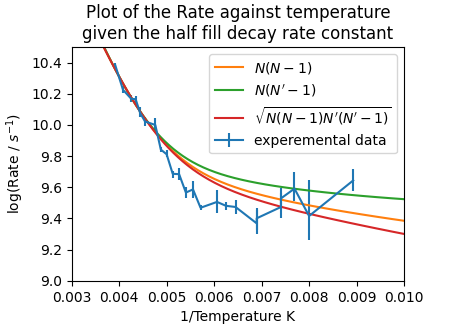 Plot of the Rate against temperature
given the half fill decay rate constant
log(Rate / s⁻¹)
10.4
10.2
10.0
9.8
9.6
9.4
9.2
9.0
N(N − 1)
N(N′ − 1)
√N(N − 1)N′(N′ − 1)
experemental data
0.003 0.004 0.005 0.006 0.007 0.008 0.009 0.010
1/Temperature K